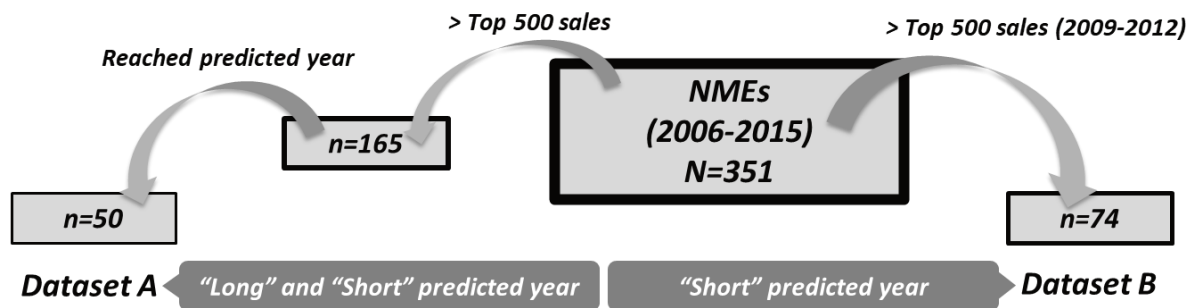 > Top 500 sales
> Top 500 sales (2009-2012)
Reached predicted year
NMEs
(2006-2015)
N=351
n=165
n=50
n=74
Dataset A
“Long” and “Short” predicted year
“Short” predicted year
Dataset B